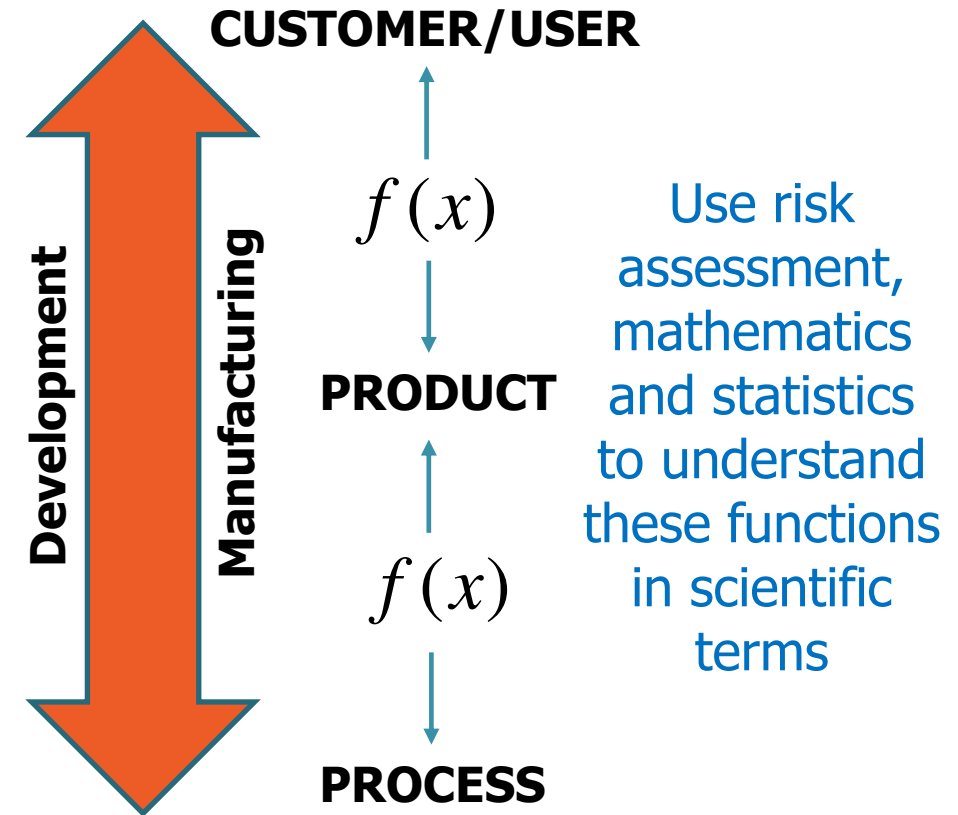 CUSTOMER/USER
Development
Manufacturing
f(x)
PRODUCT
f(x)
PROCESS
Use risk
assessment,
mathematics
and statistics
to understand
these functions
in scientific
terms